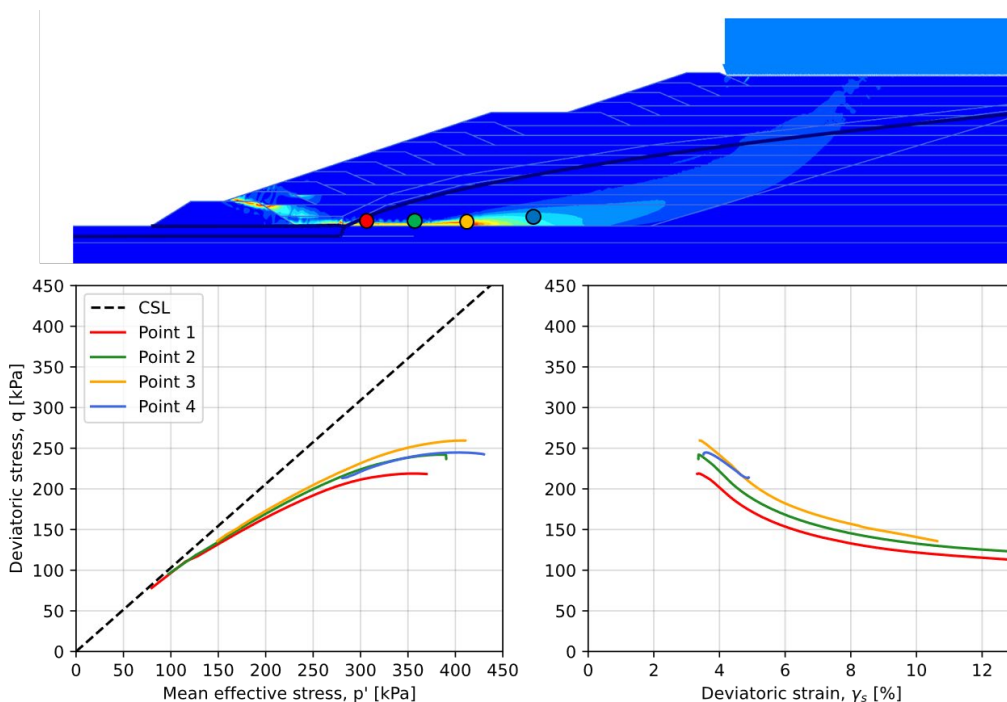 450
400
350
300
250
200
150
100
50
0
Deviatoric stress, q [kPa]
CSL
Point 1
Point 2
Point 3
Point 4
0 50 100 150 200 250 300 350 400 450
Mean effective stress, p' [kPa]
450
400
350
300
250
200
150
100
50
0
0 2 4 6 8 10 12
Deviatoric strain, γₛ [%]